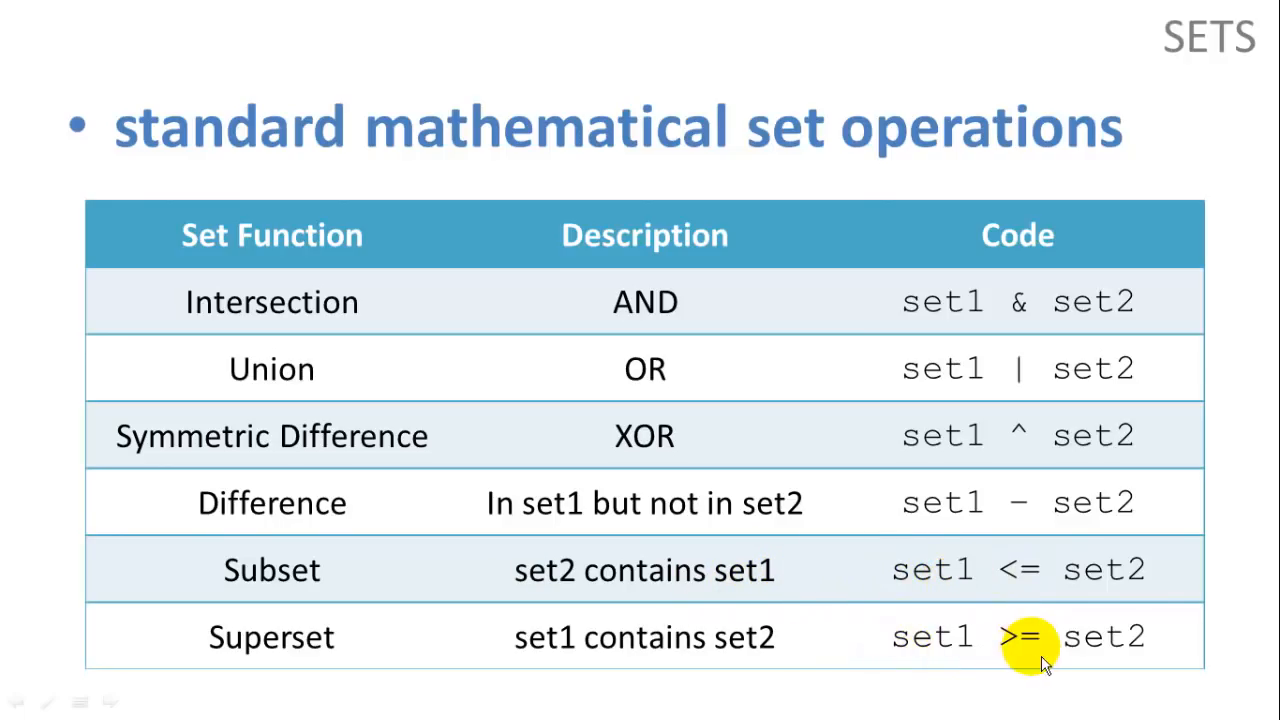 SETS
• standard mathematical set operations
Set Function Description Code
Intersection AND set1 & set2
Union OR set1 | set2
Symmetric Difference XOR set1 ^ set2
Difference In set1 but not in set2 set1 – set2
Subset set2 contains set1 set1 <= set2
Superset set1 contains set2 set1 >= set2